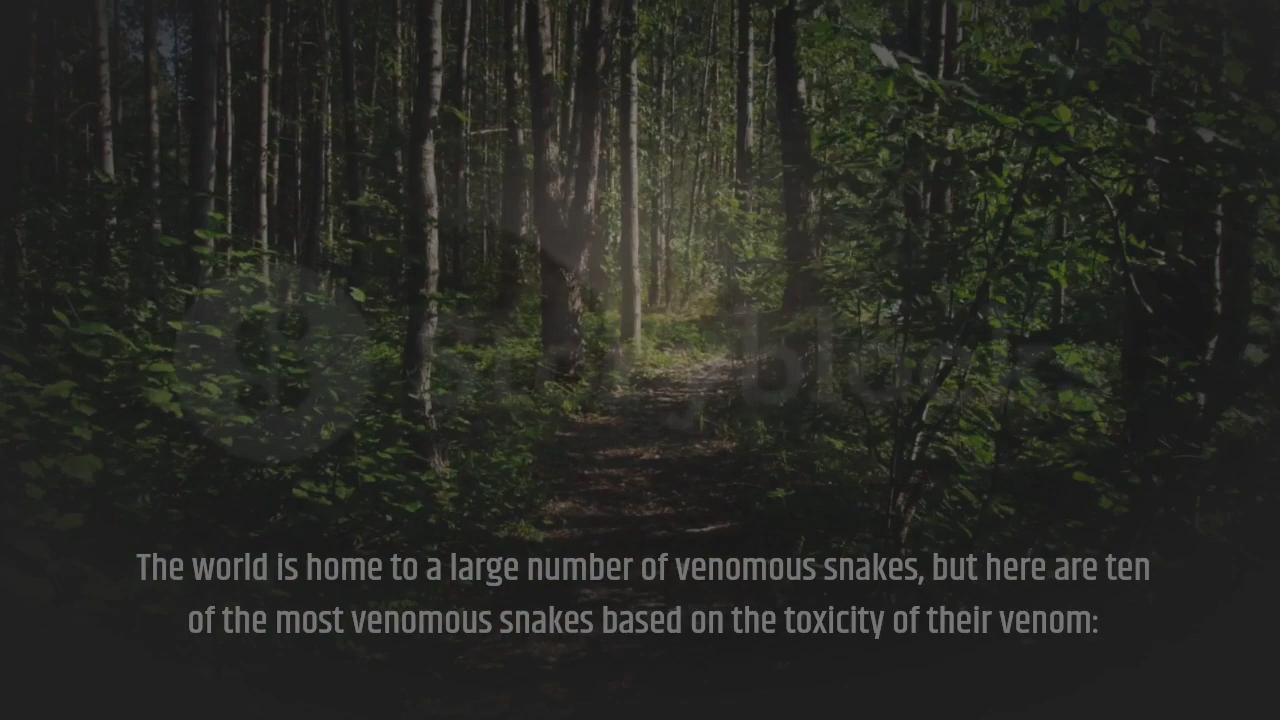 Storyblocks
The world is home to a large number of venomous snakes, but here are ten
of the most venomous snakes based on the toxicity of their venom: